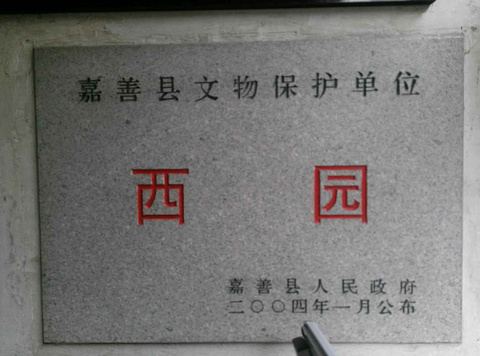 嘉善县文物保护单位
西园
嘉善县人民政府
二〇〇四年一月公布